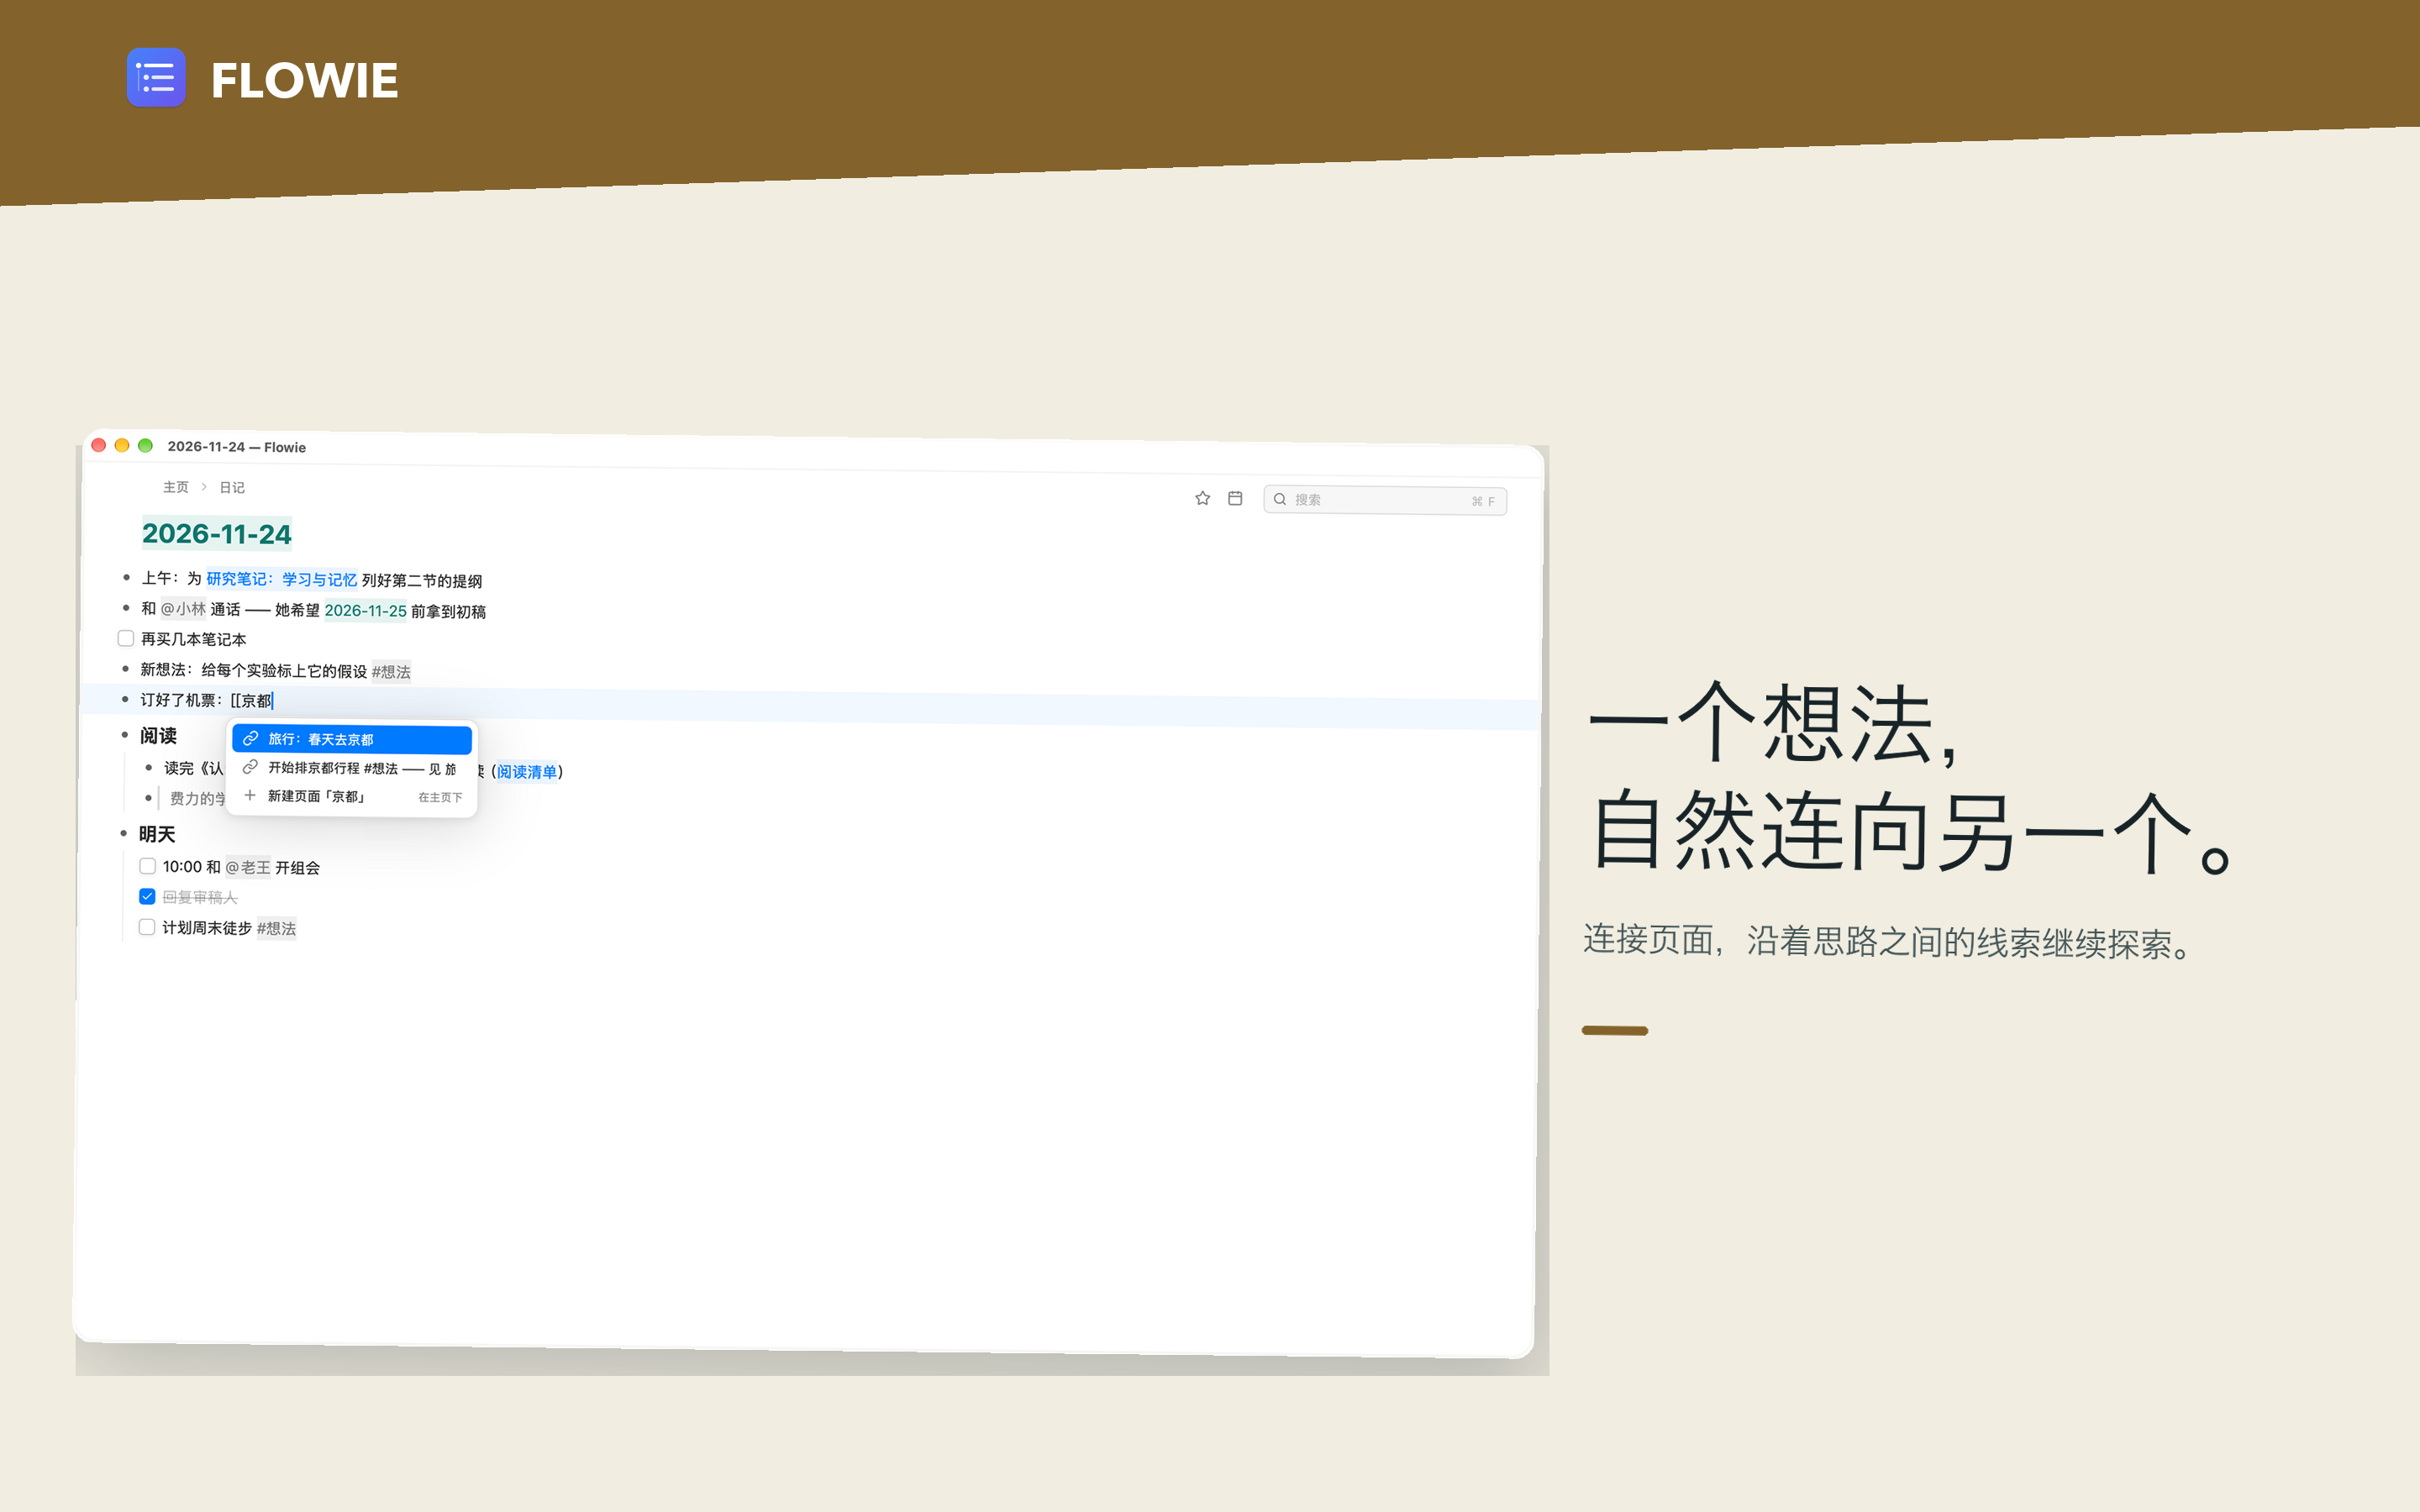 FLOWIE
2026-11-24 — Flowie
主页 > 日记
搜索 ⌘ F
2026-11-24
上午：为 研究笔记：学习与记忆 列好第二节的提纲
和 @小林 通话 —— 她希望 2026-11-25 前拿到初稿
再买几本笔记本
新想法：给每个实验标上它的假设 #想法
订好了机票：[[京都
旅行：春天去京都
开始排京都行程 #想法 —— 见 旅
新建页面「京都」 在主页下
阅读
读完《认 读（阅读清单）
费力的学
明天
10:00 和 @老王 开组会
回复审稿人
计划周末徒步 #想法
一个想法，
自然连向另一个。
连接页面，沿着思路之间的线索继续探索。